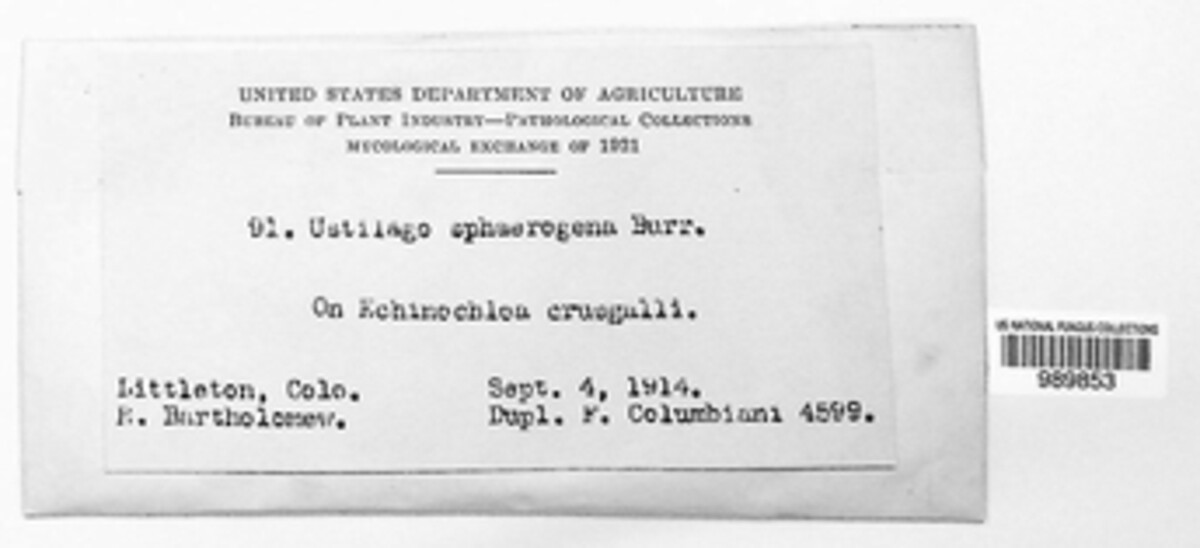 UNITED STATES DEPARTMENT OF AGRICULTURE
BUREAU OF PLANT INDUSTRY—PATHOLOGICAL COLLECTIONS
MYCOLOGICAL EXCHANGE OF 1921
91. Ustilago sphaerogena Burr.
On Echinochloa crusgalli.
Littleton, Colo.
Sept. 4, 1914.
E. Bartholomew.
Dupl. F. Columbiani 4599.
US NATIONAL FUNGUS COLLECTIONS
989853